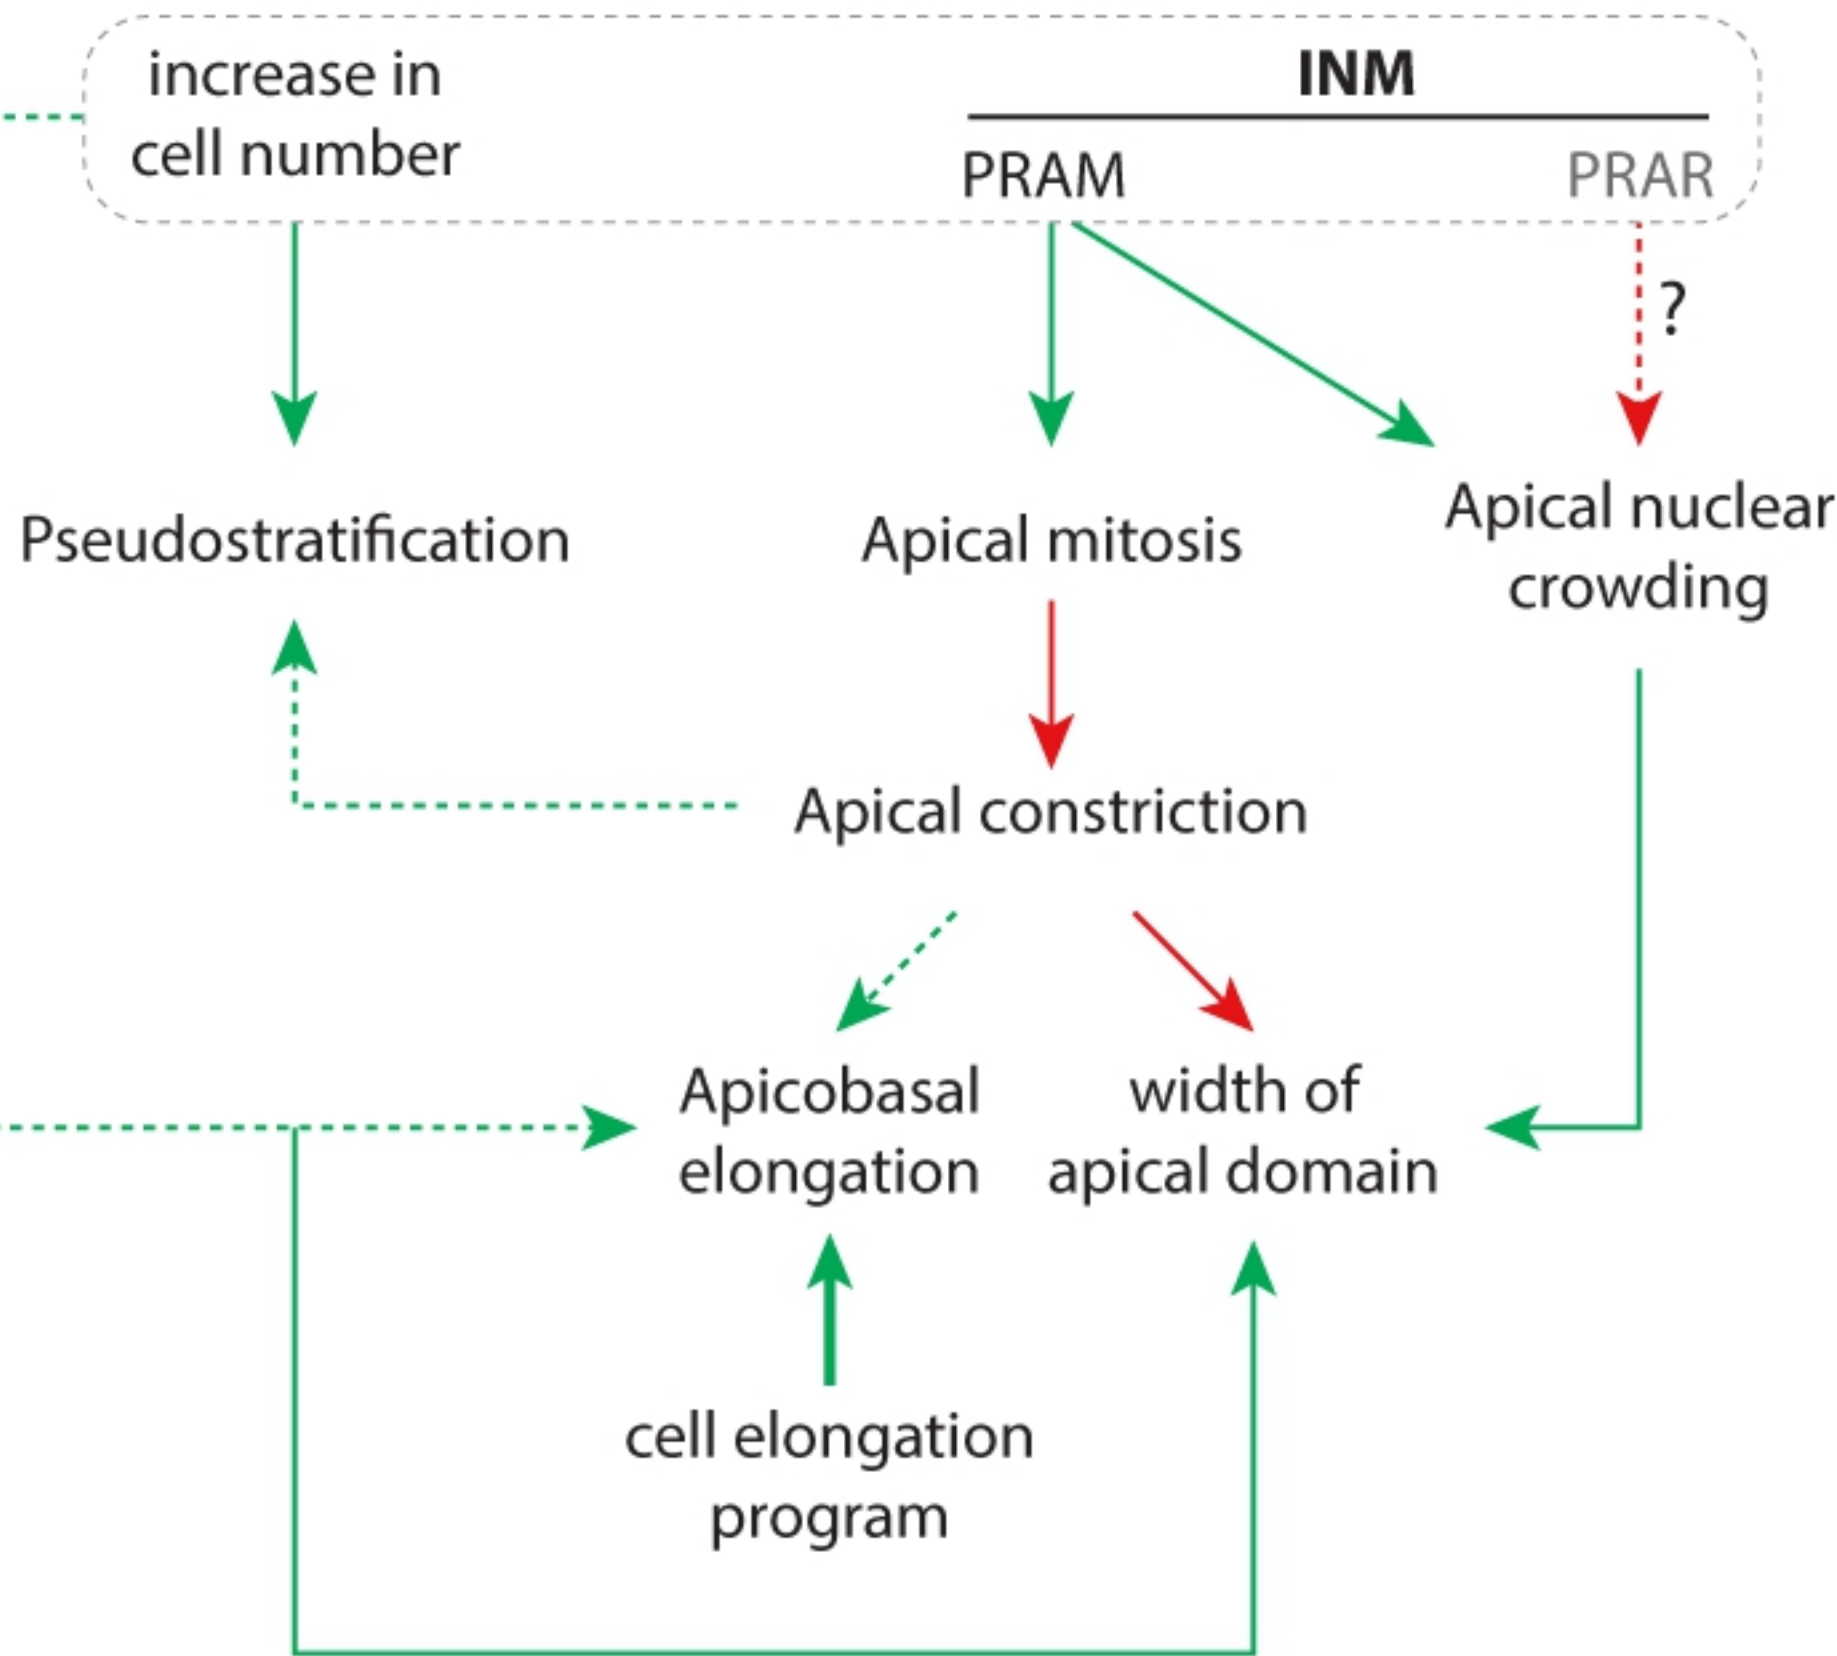 increase in
cell number
INM
PRAM
PRAR
?
Pseudostratification
Apical mitosis
Apical nuclear
crowding
Apical constriction
Apicobasal
elongation
width of
apical domain
cell elongation
program